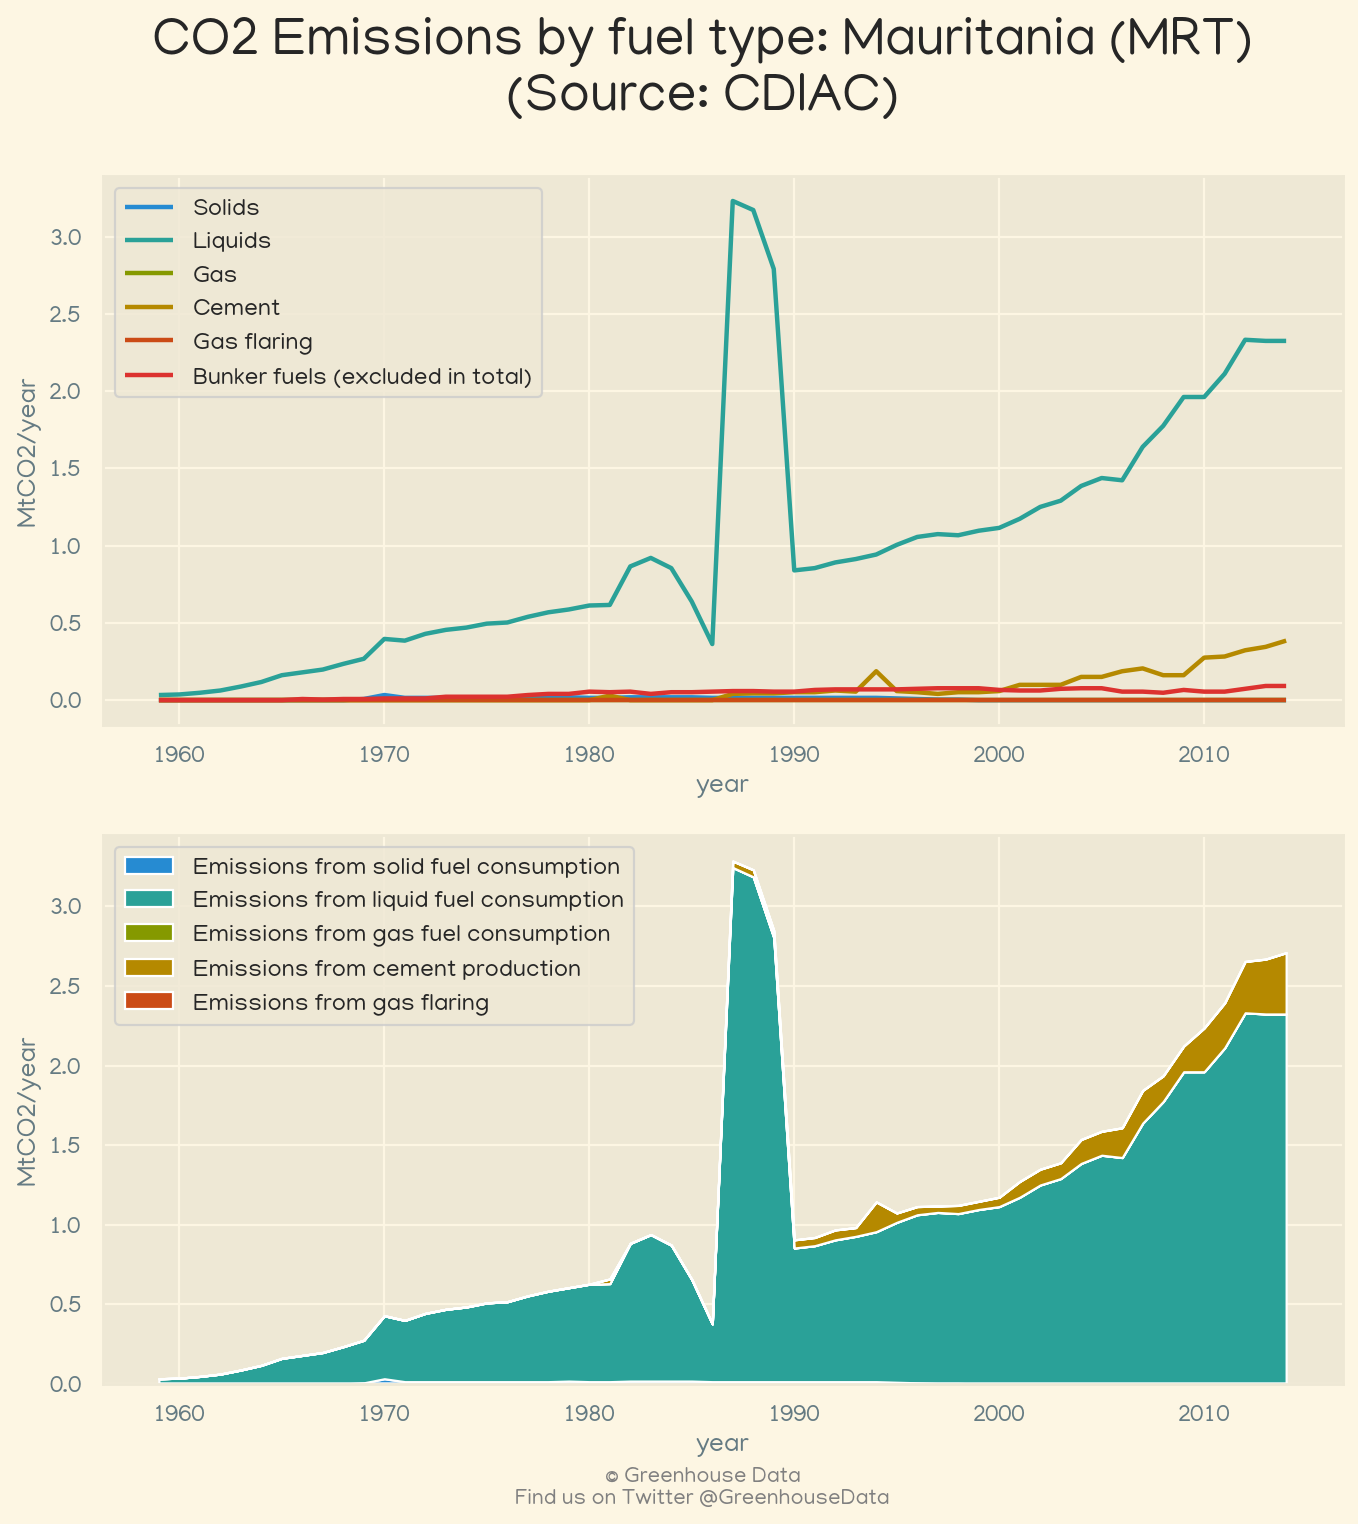 CO2 Emissions by fuel type: Mauritania (MRT)
(Source: CDIAC)
Solids
Liquids
Gas
Cement
Gas flaring
Bunker fuels (excluded in total)
MtCO2/year
3.0
2.5
2.0
1.5
1.0
0.5
0.0
1960 1970 1980 1990 2000 2010
year
Emissions from solid fuel consumption
Emissions from liquid fuel consumption
Emissions from gas fuel consumption
Emissions from cement production
Emissions from gas flaring
MtCO2/year
3.0
2.5
2.0
1.5
1.0
0.5
0.0
1960 1970 1980 1990 2000 2010
year
© Greenhouse Data
Find us on Twitter @GreenhouseData